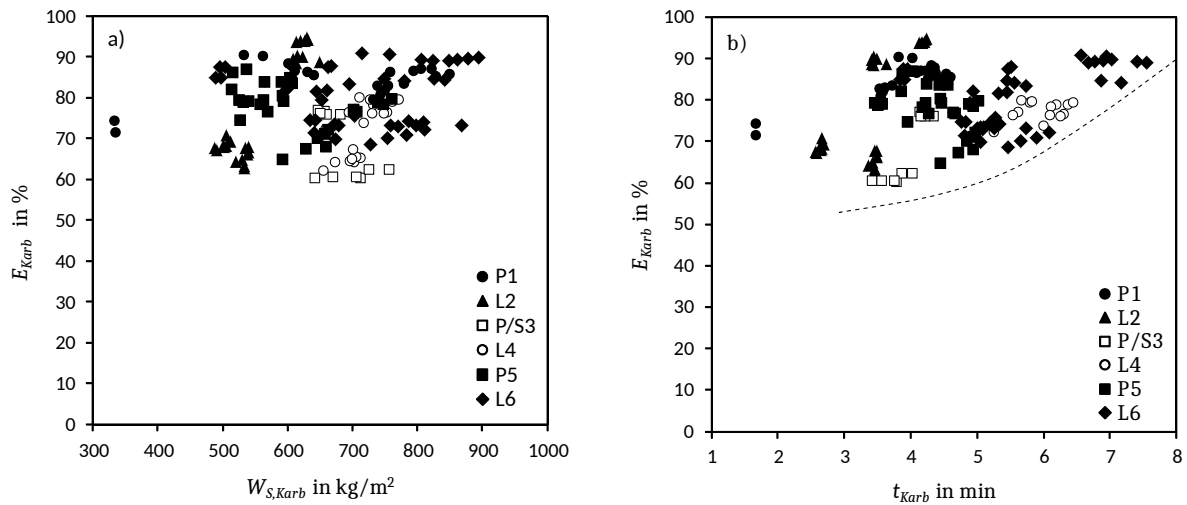 a)
100
90
80
70
60
50
40
30
20
10
0
E_Karb in %
300 400 500 600 700 800 900 1000
W_S,Karb in kg/m²
P1
L2
P/S3
L4
P5
L6
b)
100
90
80
70
60
50
40
30
20
10
0
E_Karb in %
1 2 3 4 5 6 7 8
t_Karb in min
P1
L2
P/S3
L4
P5
L6